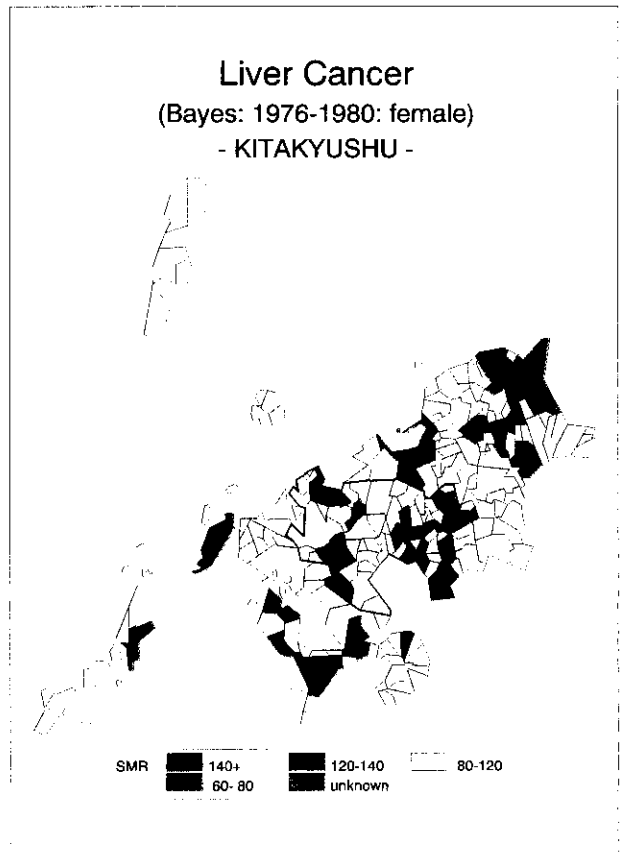 Liver Cancer
(Bayes: 1976-1980: female)
- KITAKYUSHU -
SMR 140+ 120-140 80-120
60- 80 unknown